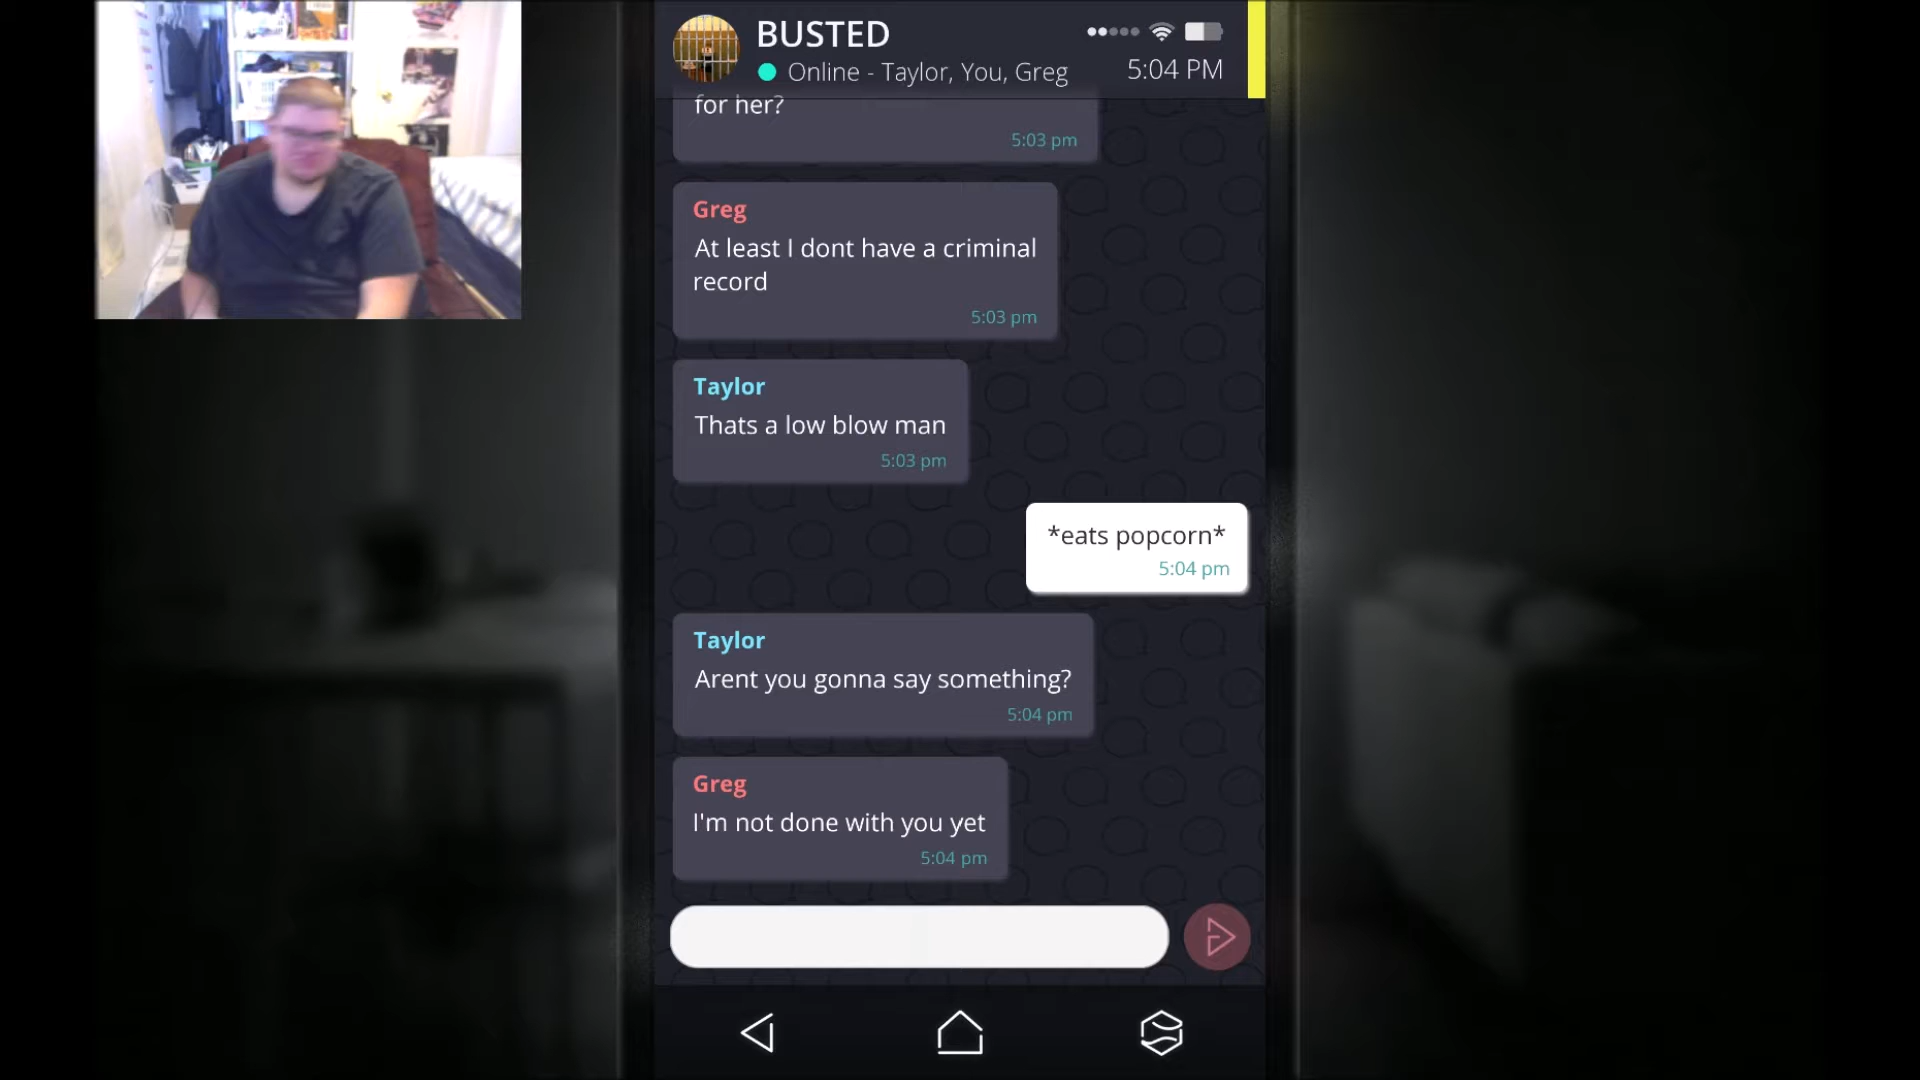 BUSTED
Online - Taylor, You, Greg
5:04 PM
for her?
5:03 pm
Greg
At least I dont have a criminal
record
5:03 pm
Taylor
Thats a low blow man
5:03 pm
*eats popcorn*
5:04 pm
Taylor
Arent you gonna say something?
5:04 pm
Greg
I'm not done with you yet
5:04 pm